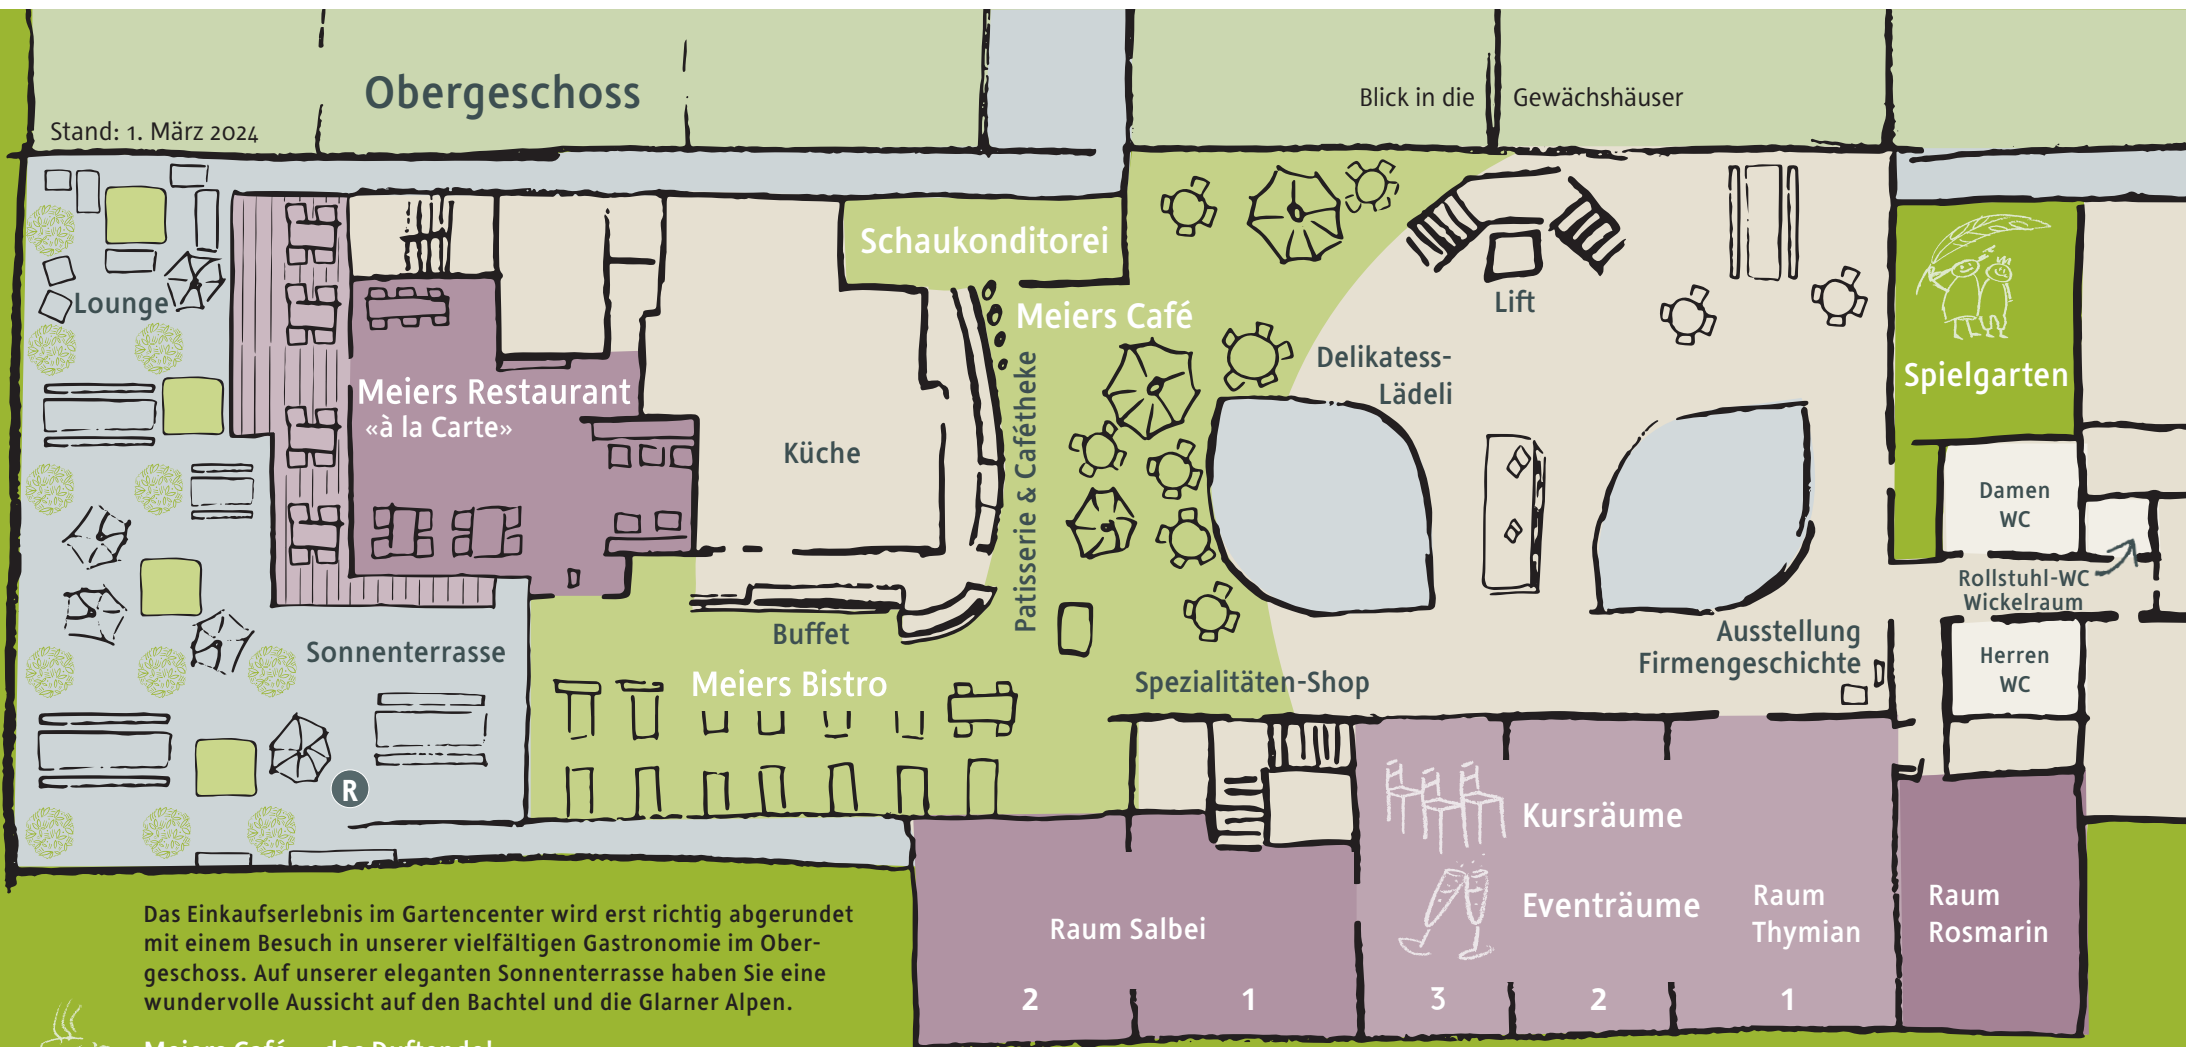 Obergeschoss
Stand: 1. März 2024
Blick in die Gewächshäuser
Schaukonditorei
Lounge
Meiers Café
Lift
Delikatess-
Lädeli
Spielgarten
Meiers Restaurant
«à la Carte»
Küche
Patisserie & Cafétheke
Damen
WC
Rollstuhl-WC
Wickelraum
Buffet
Sonnenterrasse
Meiers Bistro
Spezialitäten-Shop
Ausstellung
Firmengeschichte
Herren
WC
R
Kursräume
Eventräume
Raum
Thymian
Raum
Rosmarin
Raum Salbei
2 1 3 2 1
Das Einkaufserlebnis im Gartencenter wird erst richtig abgerundet
mit einem Besuch in unserer vielfältigen Gastronomie im Ober-
geschoss. Auf unserer eleganten Sonnenterrasse haben Sie eine
wundervolle Aussicht auf den Bachtel und die Glarner Alpen.
Meiers Café